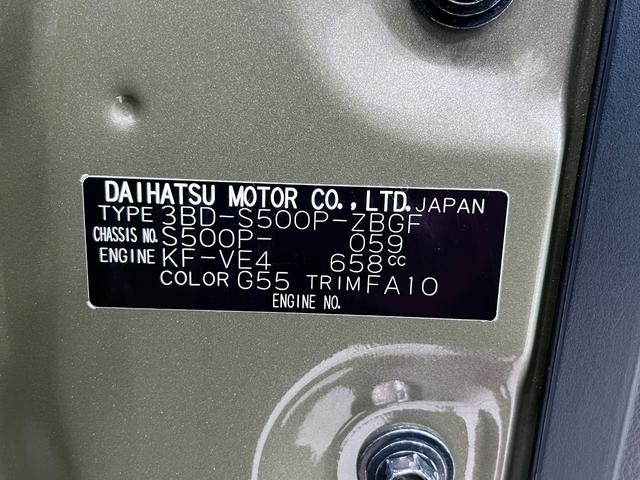 DAIHATSU MOTOR CO., LTD. JAPAN
TYPE 3BD-S500P-ZBGF
CHASSIS NO. S500P- 059
ENGINE KF-VE4 658cc
COLOR G55 TRIM FA10
ENGINE NO.